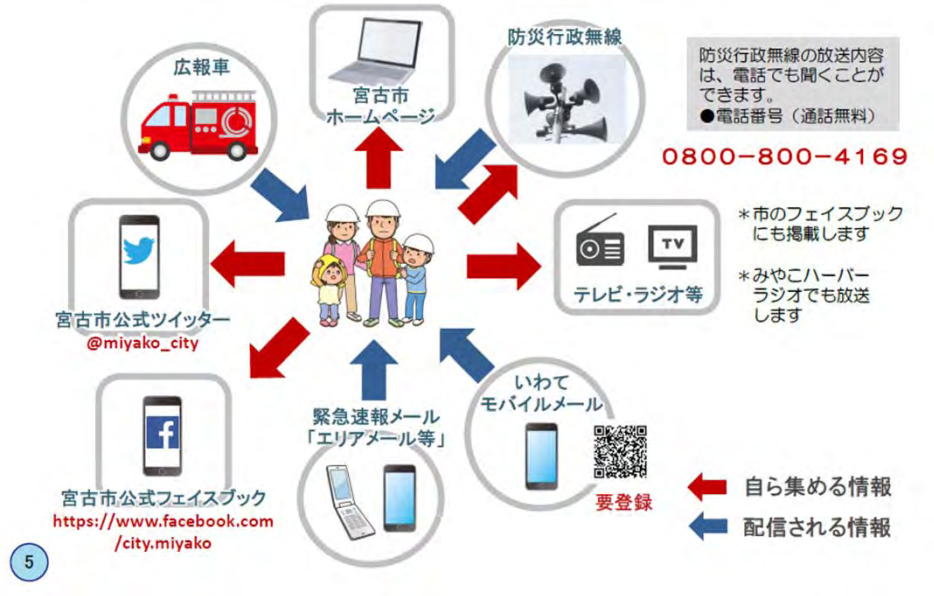 広報車
宮古市
ホームページ
防災行政無線
防災行政無線の放送内容
は、電話でも聞くことが
できます。
●電話番号（通話無料）
0800-800-4169
宮古市公式ツイッター
@miyako_city
TV
テレビ・ラジオ等
＊市のフェイスブック
にも掲載します
＊みやこハーバー
ラジオでも放送
します
宮古市公式フェイスブック
https://www.facebook.com
/city.miyako
緊急速報メール
「エリアメール等」
いわて
モバイルメール
要登録
自ら集める情報
配信される情報
5